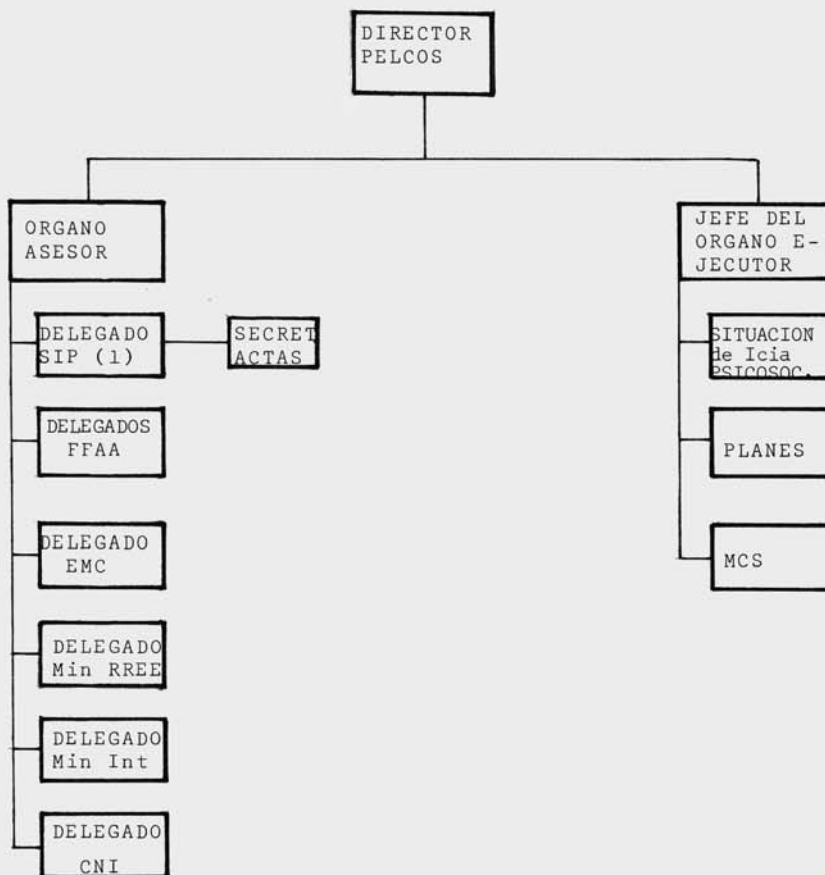 DIRECTOR
PELCOS
ORGANO
ASESOR
JEFE DEL
ORGANO E-
JECUTOR
DELEGADO
SIP (1)
SECRET
ACTAS
SITUACION
de Icia
PSICOSOC.
DELEGADOS
FFAA
PLANES
DELEGADO
EMC
MCS
DELEGADO
Min RREE
DELEGADO
Min Int
DELEGADO
CNI